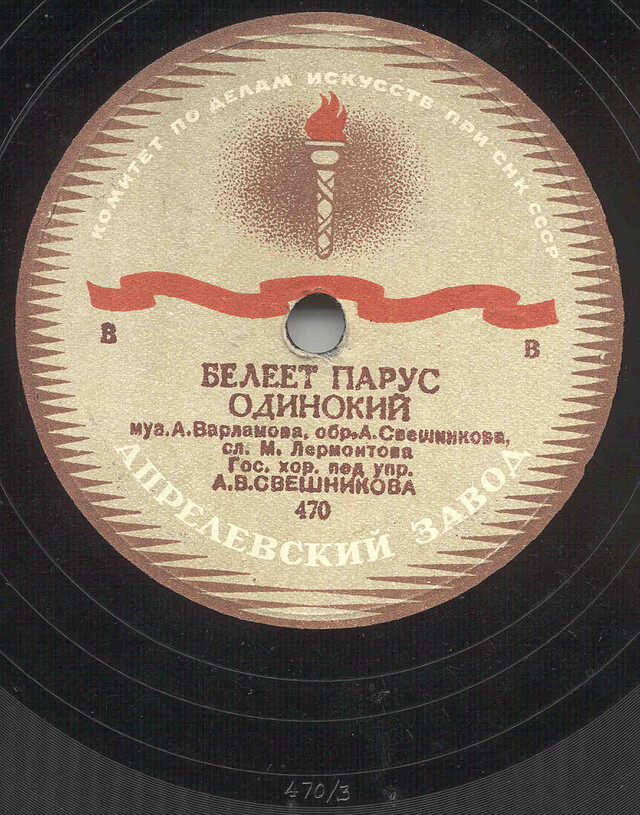 КОМИТЕТ ПО ДЕЛАМ ИСКУССТВ ПРИ СНК СССР
В
В
БЕЛЕЕТ ПАРУС
ОДИНОКИЙ
муз. А. Варламова, обр. А. Свешникова,
сл. М. Лермонтова
Гос. хор. под упр.
А. В. СВЕШНИКОВА
470
АПРЕЛЕВСКИЙ ЗАВОД
470/3